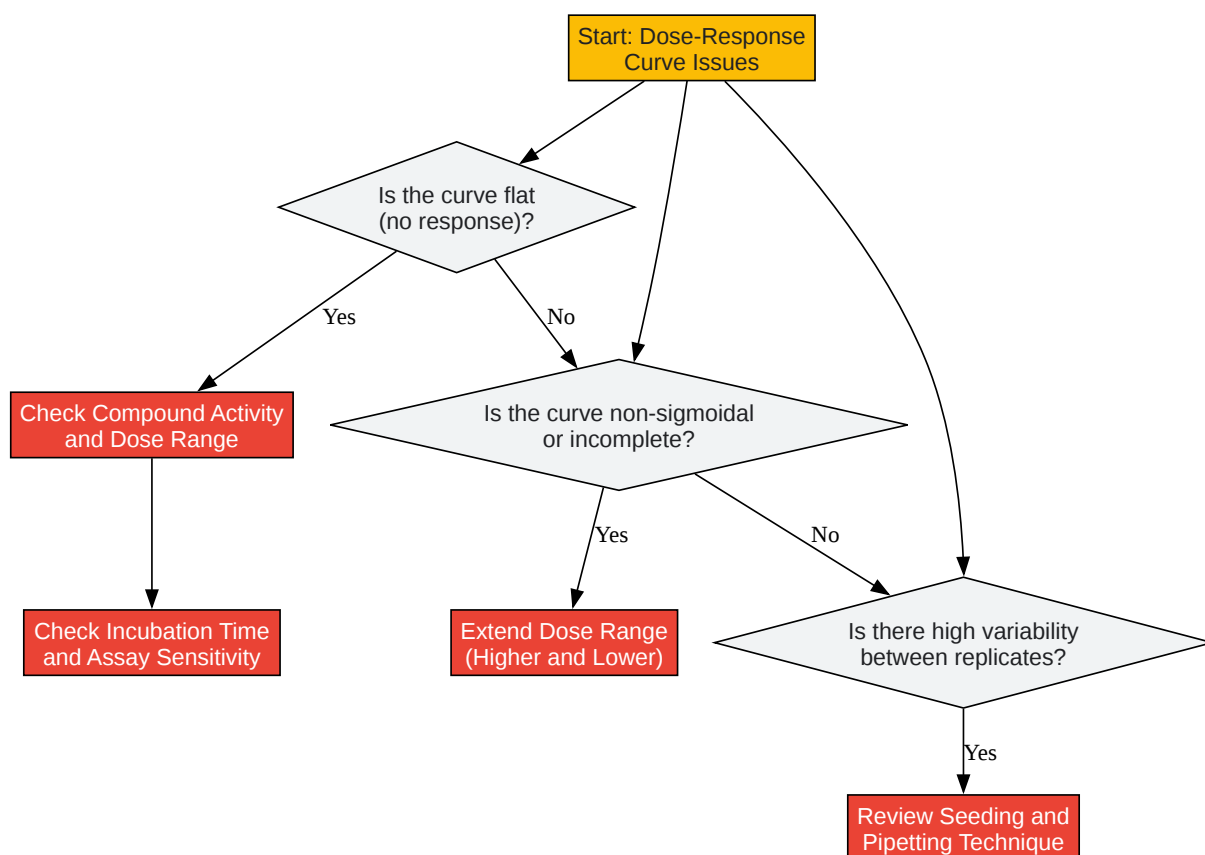 Start: Dose-Response
Curve Issues
Is the curve flat
(no response)?
Yes
No
Check Compound Activity
and Dose Range
Is the curve non-sigmoidal
or incomplete?
Yes
No
Check Incubation Time
and Assay Sensitivity
Extend Dose Range
(Higher and Lower)
Is there high variability
between replicates?
Yes
Review Seeding and
Pipetting Technique